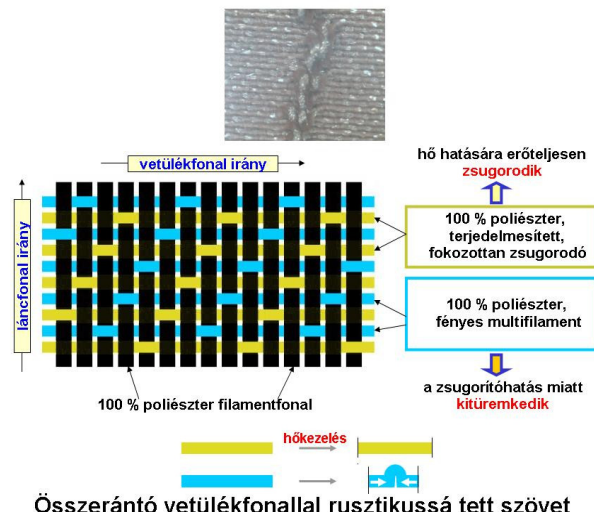 vetülékfonal irány
láncfonal irány
hő hatására erőteljesen
zsugorodik
100 % poliészter,
terjedelmesített,
fokozottan zsugorodó
100 % poliészter,
fényes multifilament
a zsugorítóhatás miatt
kitüremkedik
100 % poliészter filamentfonal
hőkezelés
Összerántó vetülékfonallal rusztikussá tett szövet